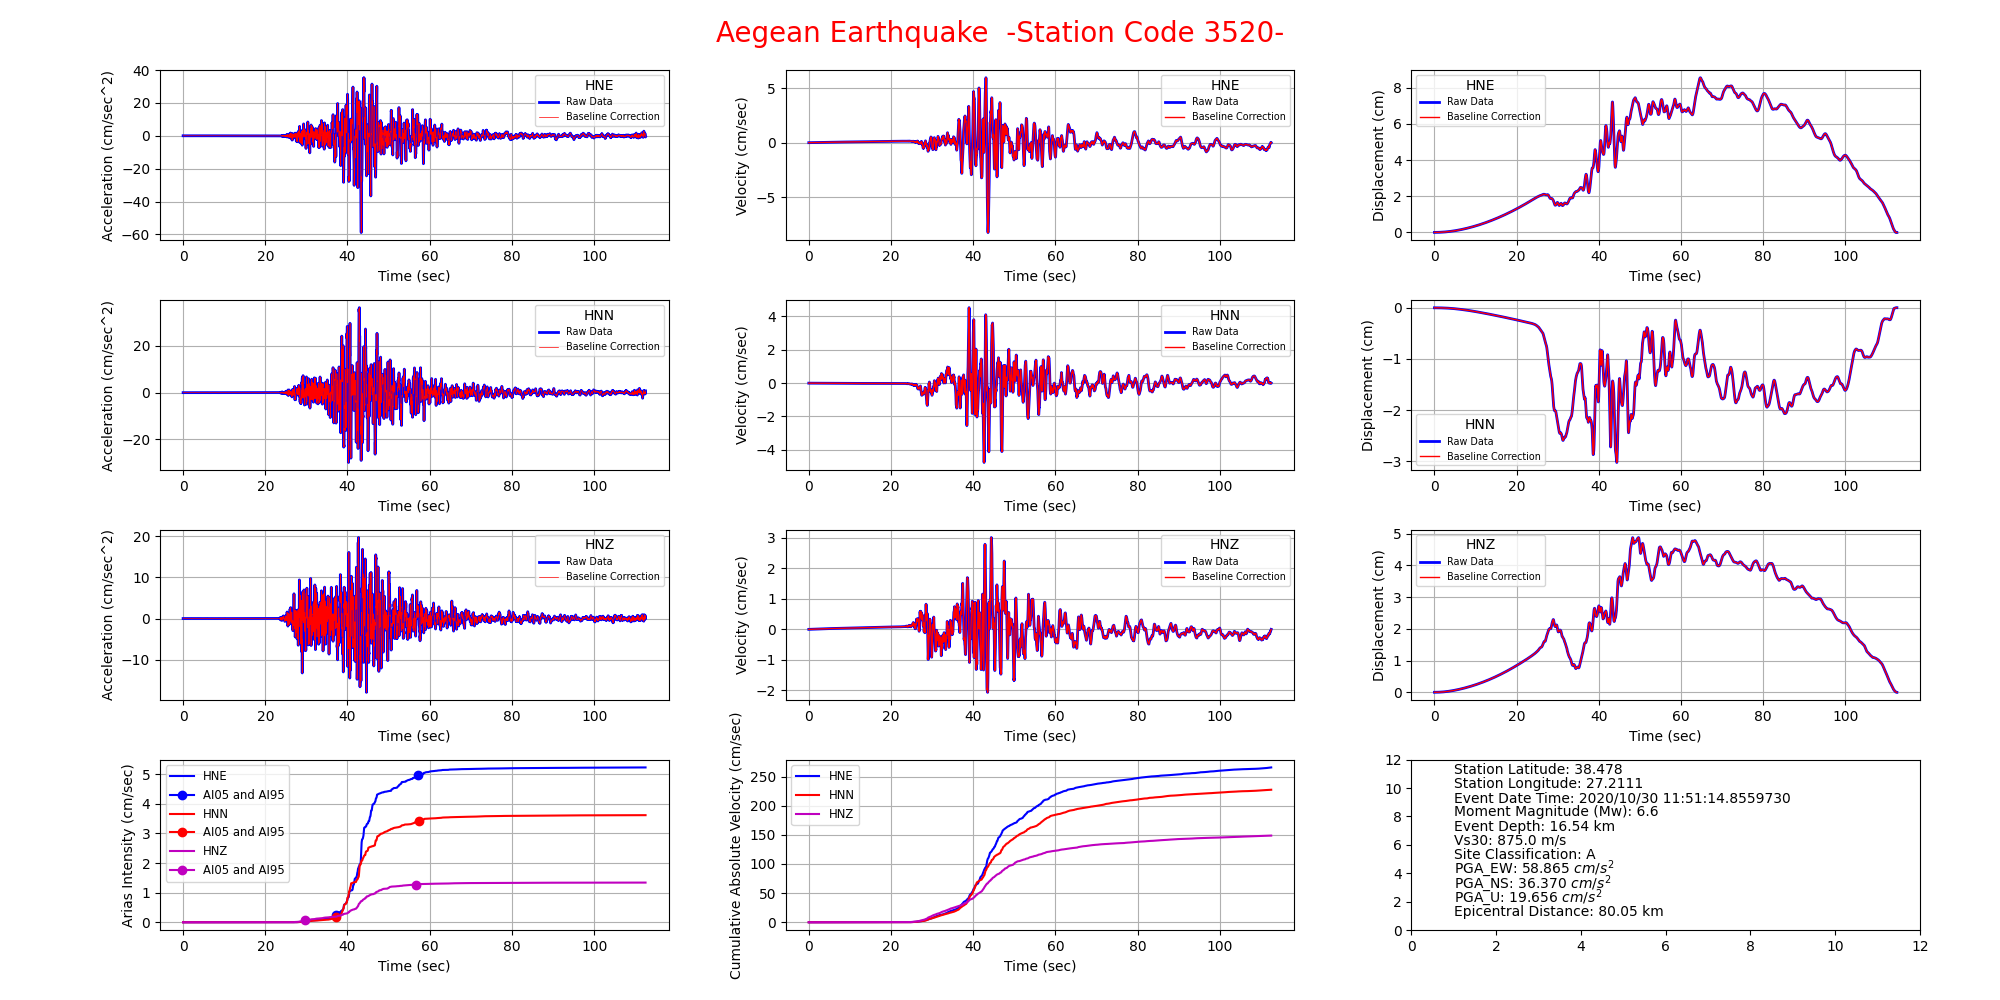 Aegean Earthquake  -Station Code 3520-
Acceleration (cm/sec^2)
40
20
0
−20
−40
−60
HNE
Raw Data
Baseline Correction
0 20 40 60 80 100
Time (sec)
Velocity (cm/sec)
5
0
−5
HNE
Raw Data
Baseline Correction
0 20 40 60 80 100
Time (sec)
Displacement (cm)
8
6
4
2
0
HNE
Raw Data
Baseline Correction
0 20 40 60 80 100
Time (sec)
Acceleration (cm/sec^2)
20
0
−20
HNN
Raw Data
Baseline Correction
0 20 40 60 80 100
Time (sec)
Velocity (cm/sec)
4
2
0
−2
−4
HNN
Raw Data
Baseline Correction
0 20 40 60 80 100
Time (sec)
Displacement (cm)
0
−1
−2
−3
HNN
Raw Data
Baseline Correction
0 20 40 60 80 100
Time (sec)
Acceleration (cm/sec^2)
20
10
0
−10
HNZ
Raw Data
Baseline Correction
0 20 40 60 80 100
Time (sec)
Velocity (cm/sec)
3
2
1
0
−1
−2
HNZ
Raw Data
Baseline Correction
0 20 40 60 80 100
Time (sec)
Displacement (cm)
5
4
3
2
1
0
HNZ
Raw Data
Baseline Correction
0 20 40 60 80 100
Time (sec)
Arias Intensity (cm/sec)
5
4
3
2
1
0
HNE
AI05 and AI95
HNN
AI05 and AI95
HNZ
AI05 and AI95
0 20 40 60 80 100
Time (sec)
Cumulative Absolute Velocity (cm/sec)
250
200
150
100
50
0
HNE
HNN
HNZ
0 20 40 60 80 100
Time (sec)
12
10
8
6
4
2
0
Station Latitude: 38.478
Station Longitude: 27.2111
Event Date Time: 2020/10/30 11:51:14.8559730
Moment Magnitude (Mw): 6.6
Event Depth: 16.54 km
Vs30: 875.0 m/s
Site Classification: A
PGA_EW: 58.865 cm/s²
PGA_NS: 36.370 cm/s²
PGA_U: 19.656 cm/s²
Epicentral Distance: 80.05 km
0 2 4 6 8 10 12